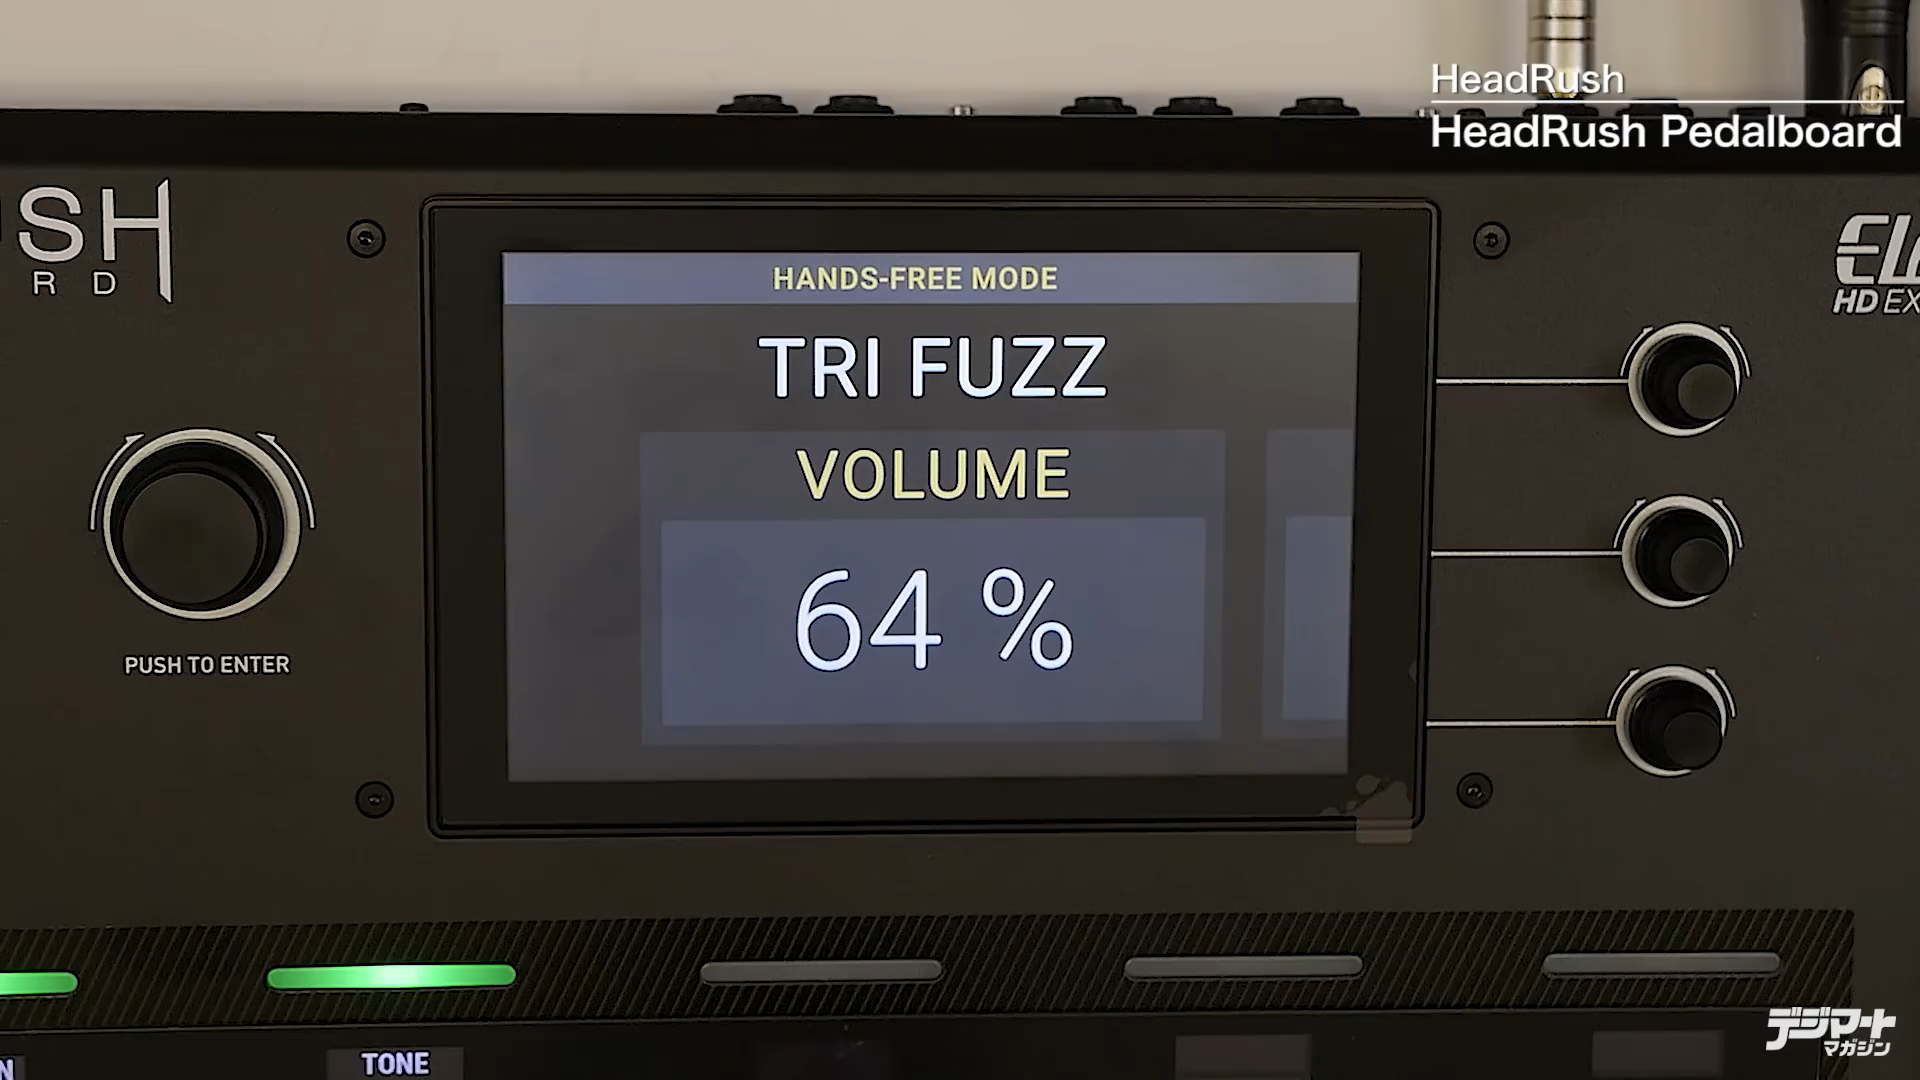 HeadRush
HeadRush Pedalboard
SH
RD
HANDS-FREE MODE
TRI FUZZ
VOLUME
64 %
PUSH TO ENTER
HD EX
TONE
デジマート
マガジン